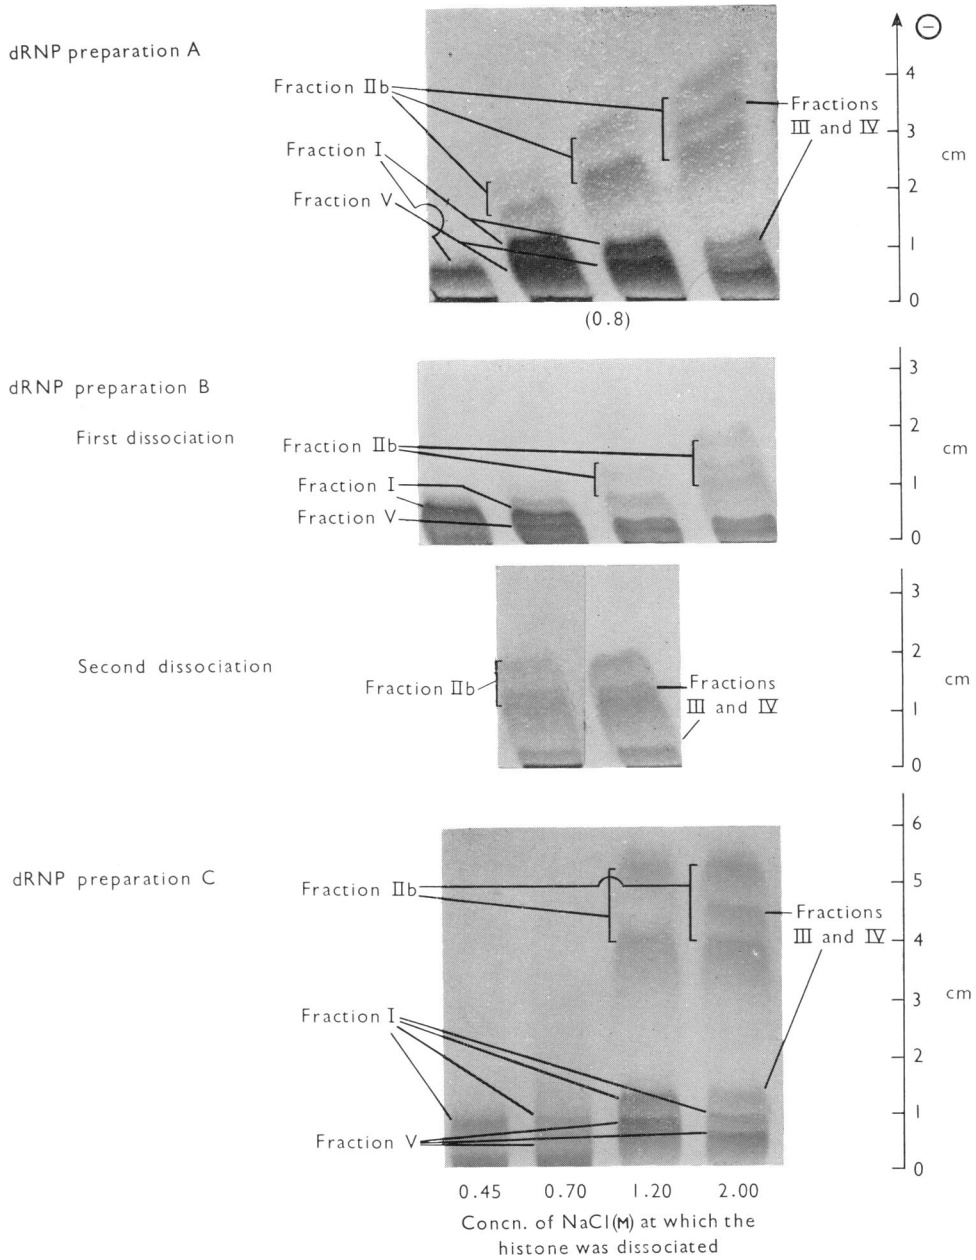 dRNP preparation A
Fraction IIb
Fraction I
Fraction V
Fractions
III and IV
(0.8)
4
3
2
1
0
cm
dRNP preparation B
First dissociation
Fraction IIb
Fraction I
Fraction V
3
2
1
0
cm
Second dissociation
Fraction IIb
Fractions
III and IV
3
2
1
0
cm
dRNP preparation C
Fraction IIb
Fractions
III and IV
Fraction I
Fraction V
6
5
4
3
2
1
0
cm
0.45 0.70 1.20 2.00
Concn. of NaCl(M) at which the
histone was dissociated